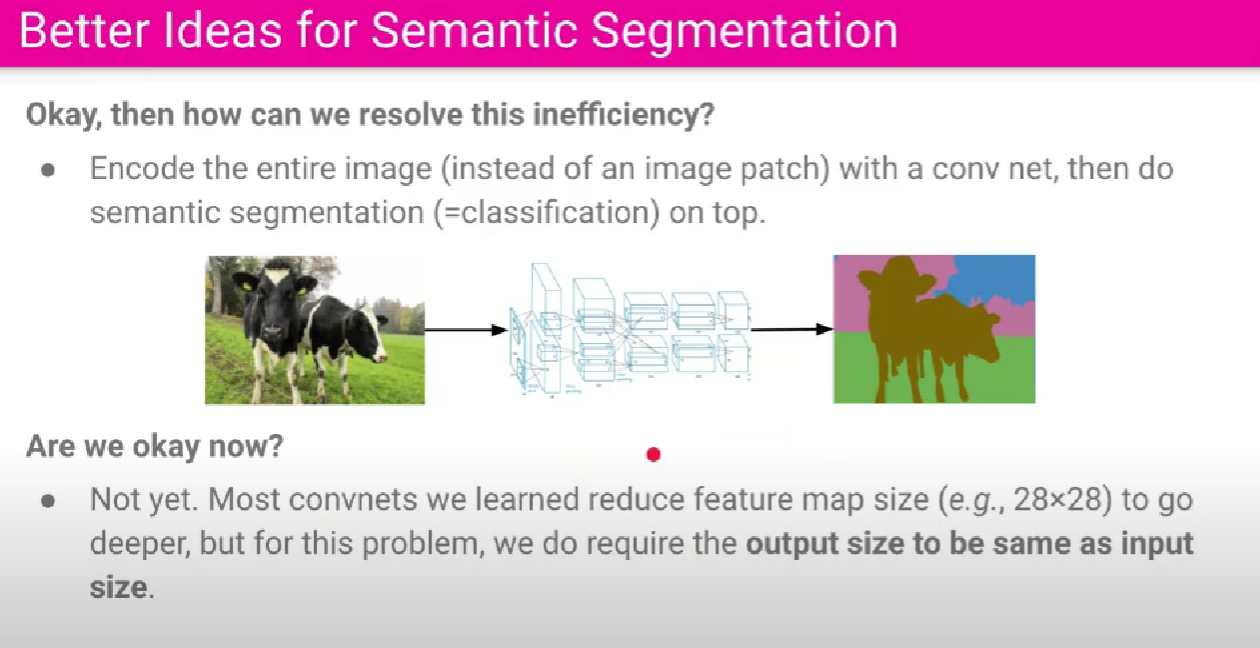 Better Ideas for Semantic Segmentation
Okay, then how can we resolve this inefficiency?
● Encode the entire image (instead of an image patch) with a conv net, then do
semantic segmentation (=classification) on top.
Are we okay now?
● Not yet. Most convnets we learned reduce feature map size (e.g., 28×28) to go
deeper, but for this problem, we do require the output size to be same as input
size.